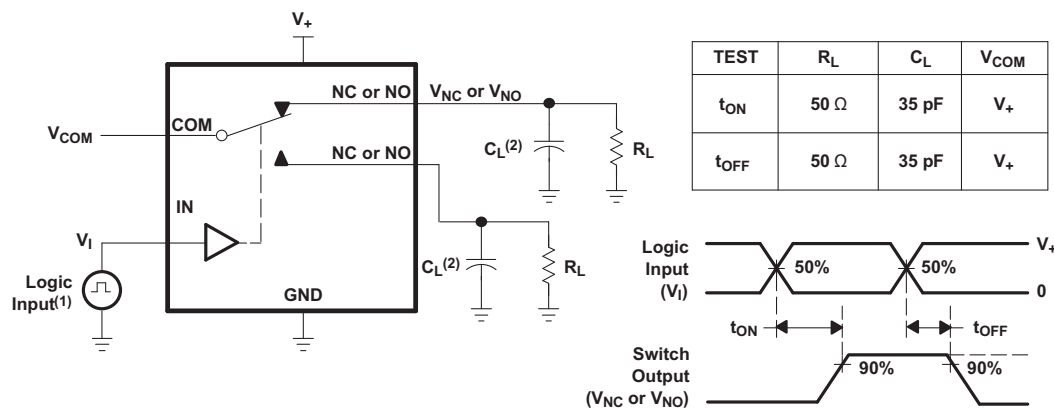 V+
NC or NO
VNC or VNO
VCOM
COM
CL(2)
RL
NC or NO
IN
VI
CL(2)
RL
Logic
Input(1)
GND
TEST RL CL VCOM
tON 50 Ω 35 pF V+
tOFF 50 Ω 35 pF V+
Logic
Input
(VI)
50%
50%
V+
0
tON
tOFF
Switch
Output
(VNC or VNO)
90%
90%